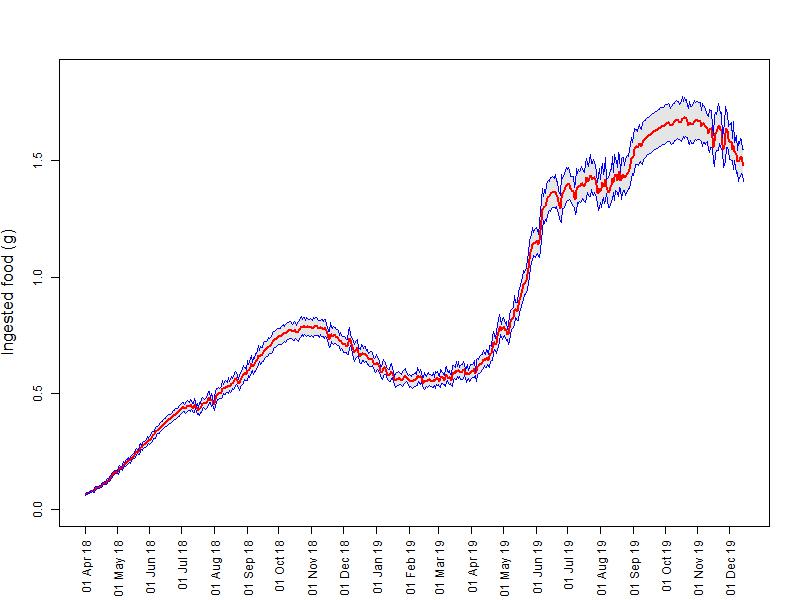 Ingested food (g)
1.5
1.0
0.5
0.0
01 Apr 18
01 May 18
01 Jun 18
01 Jul 18
01 Aug 18
01 Sep 18
01 Oct 18
01 Nov 18
01 Dec 18
01 Jan 19
01 Feb 19
01 Mar 19
01 Apr 19
01 May 19
01 Jun 19
01 Jul 19
01 Aug 19
01 Sep 19
01 Oct 19
01 Nov 19
01 Dec 19